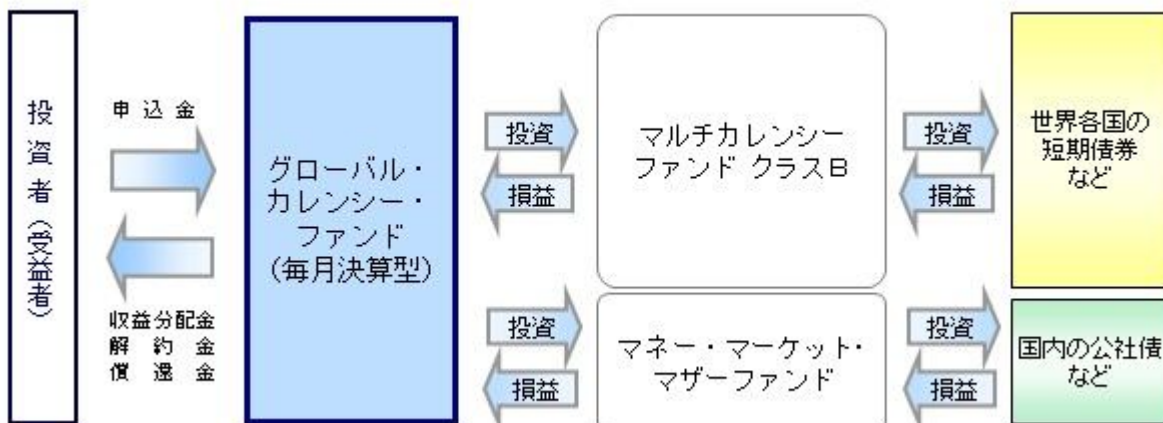 投資者（受益者）
申込金
収益分配金
解約金
償還金
グローバル・
カレンシー・
ファンド
（毎月決算型）
投資
損益
投資
損益
マルチカレンシー
ファンド クラスB
マネー・マーケット・
マザーファンド
投資
損益
投資
損益
世界各国の
短期債券
など
国内の公社債
など